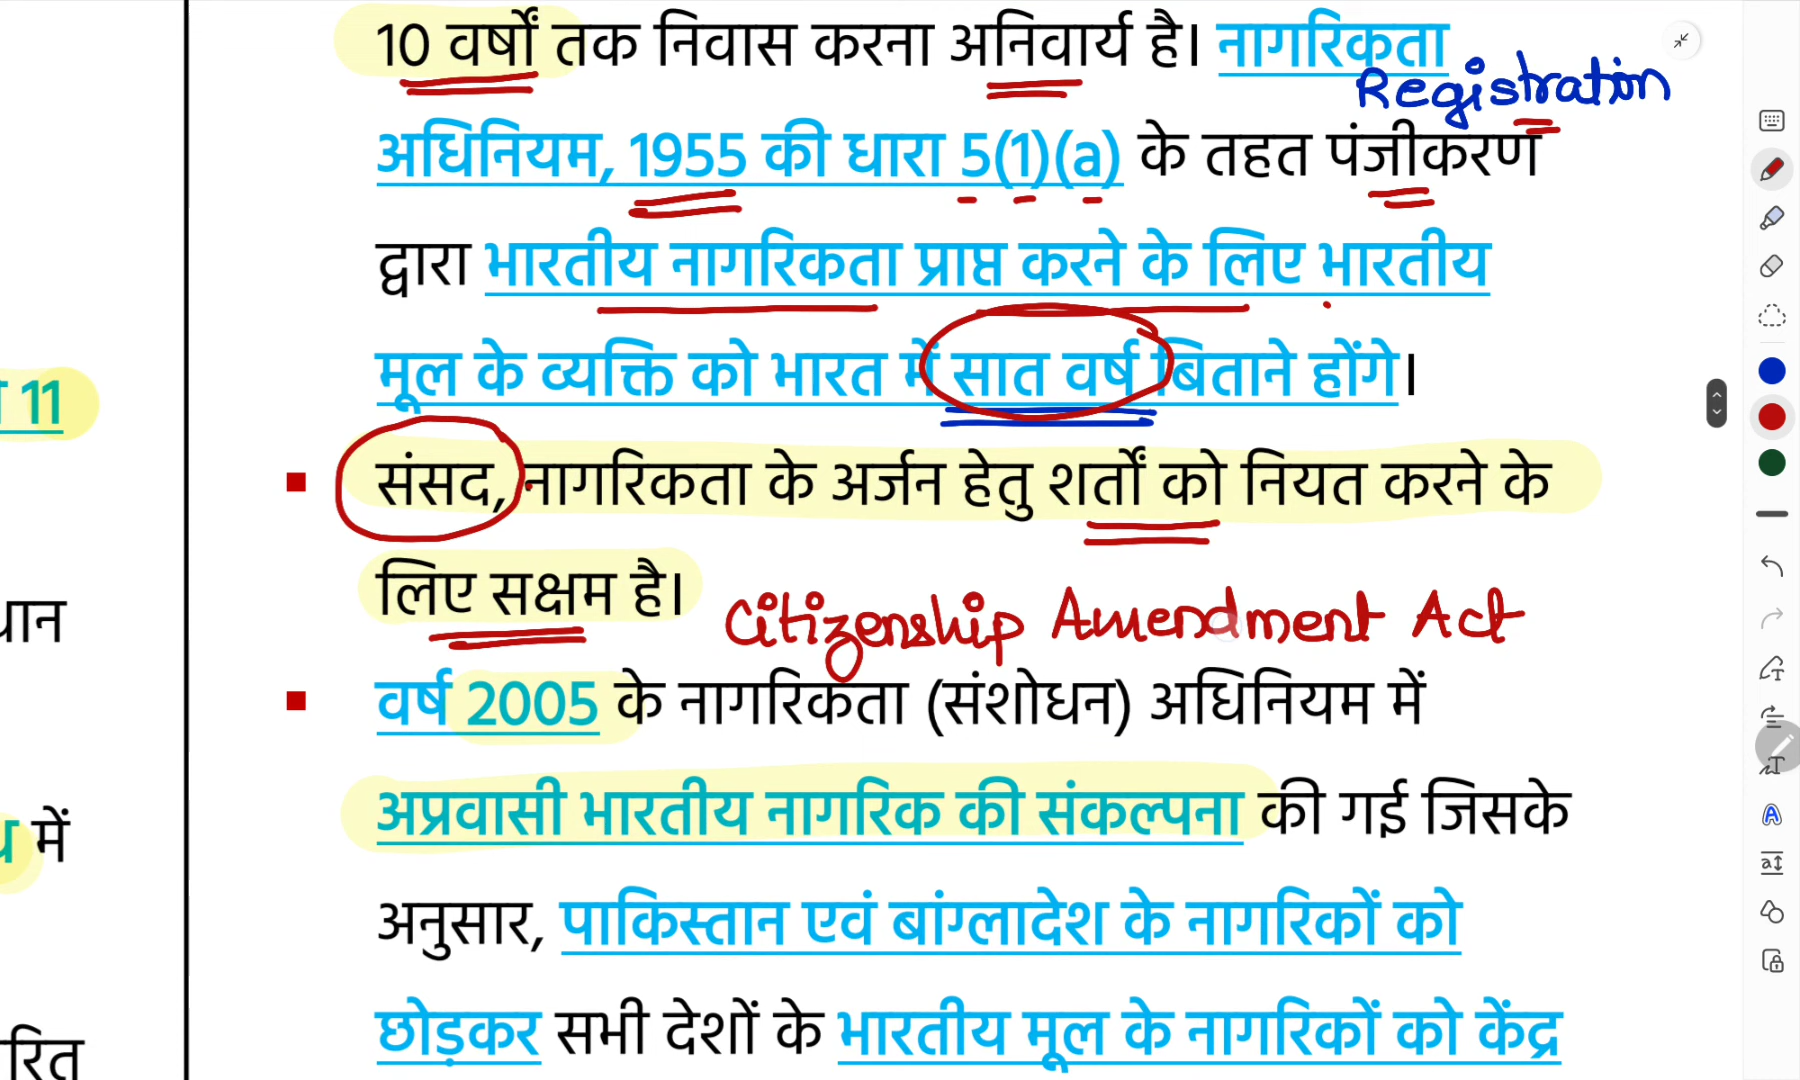 10 वर्षों तक निवास करना अनिवार्य है। नागरिकता
Registration
अधिनियम, 1955 की धारा 5(1)(a) के तहत पंजीकरण
द्वारा भारतीय नागरिकता प्राप्त करने के लिए भारतीय
मूल के व्यक्ति को भारत में सात वर्ष बिताने होंगे।
11
संसद, नागरिकता के अर्जन हेतु शर्तों को नियत करने के
लिए सक्षम है।
Citizenship Amendment Act
वर्ष 2005 के नागरिकता (संशोधन) अधिनियम में
अप्रवासी भारतीय नागरिक की संकल्पना की गई जिसके
में
अनुसार, पाकिस्तान एवं बांग्लादेश के नागरिकों को
छोड़कर सभी देशों के भारतीय मूल के नागरिकों को केंद्र